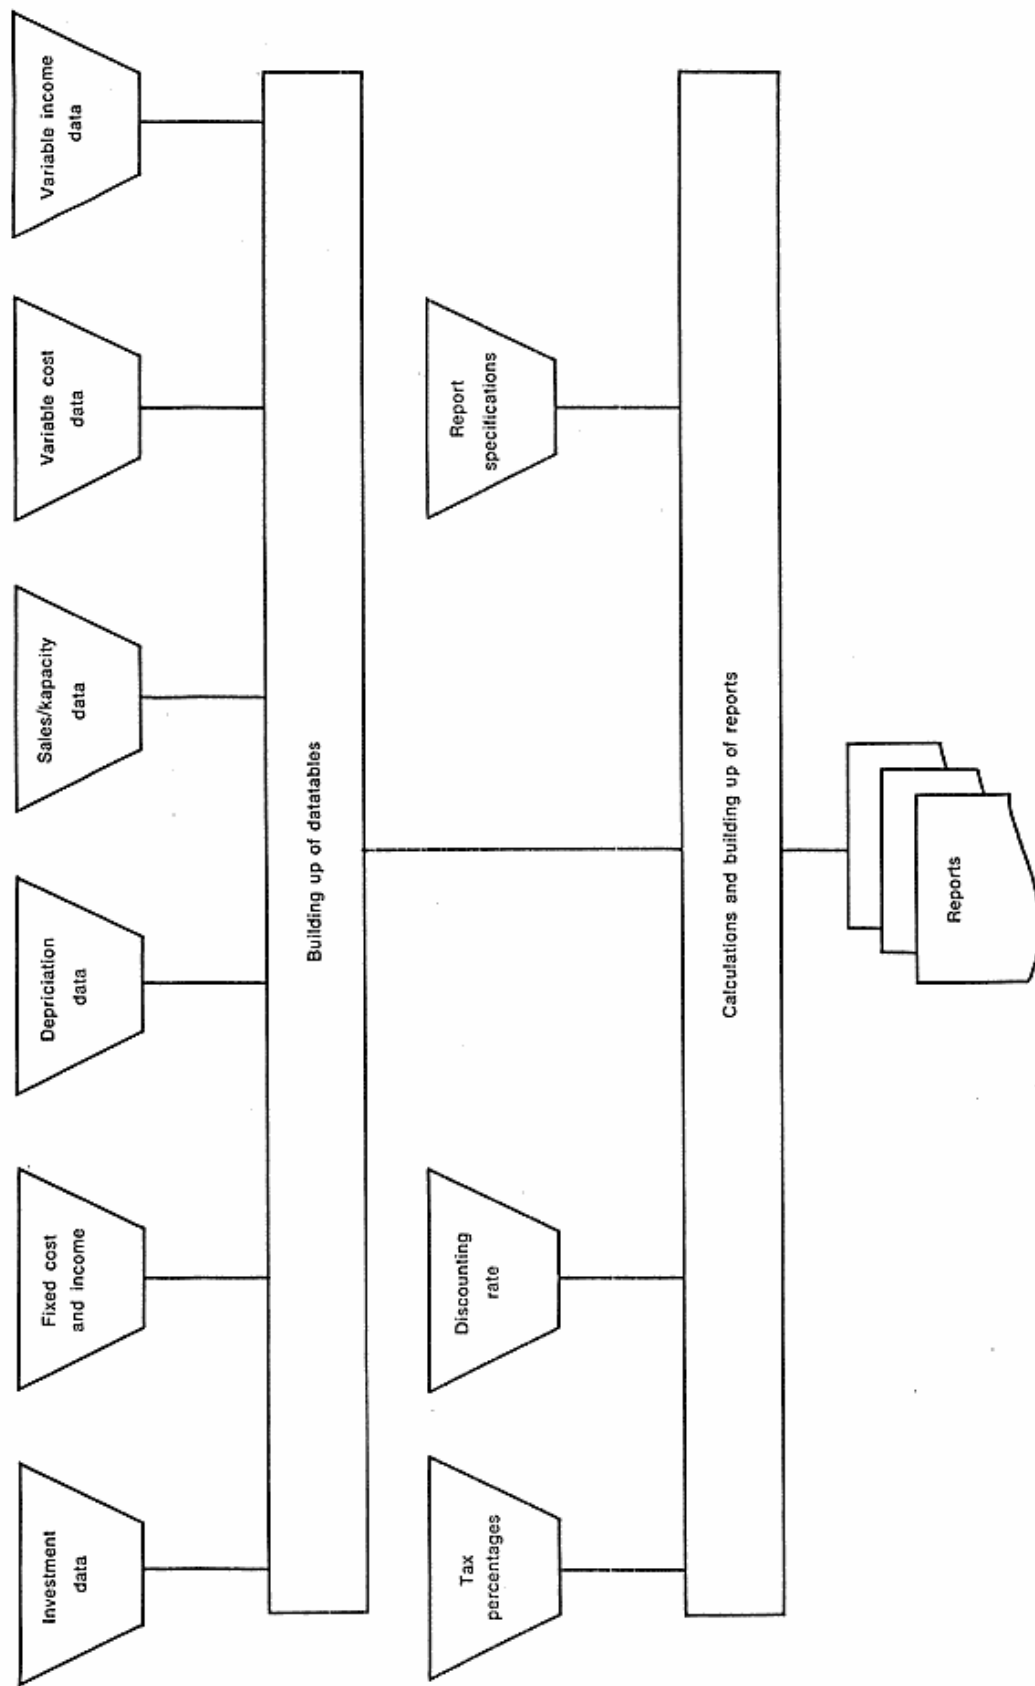 Investment
data
Fixed cost
and income
Depriciation
data
Sales/kapacity
data
Variable cost
data
Variable income
data
Building up of datatables
Tax
percentages
Discounting
rate
Report
specifications
Calculations and building up of reports
Reports